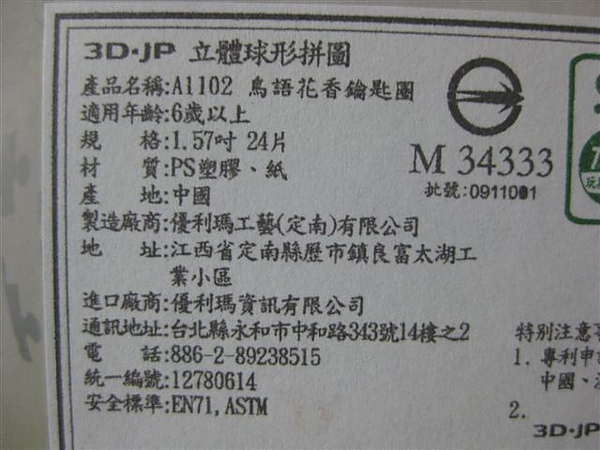 3D·JP 立體球形拼圖
產品名稱:A1102 鳥語花香鑰匙圈
適用年齡:6歲以上
規　格:1.57吋 24片
材　質:PS塑膠、紙
產　地:中國
M 34333
批號:0911001
製造廠商:優利瑪工藝(定南)有限公司
地　址:江西省定南縣歷市鎮良富太湖工
業小區
進口廠商:優利瑪資訊有限公司
通訊地址:台北縣永和市中和路343號14樓之2
電　話:886-2-89238515
統一編號:12780614
安全標準:EN71, ASTM
特別注意
1. 專利申
中國、
2.
3D·JP